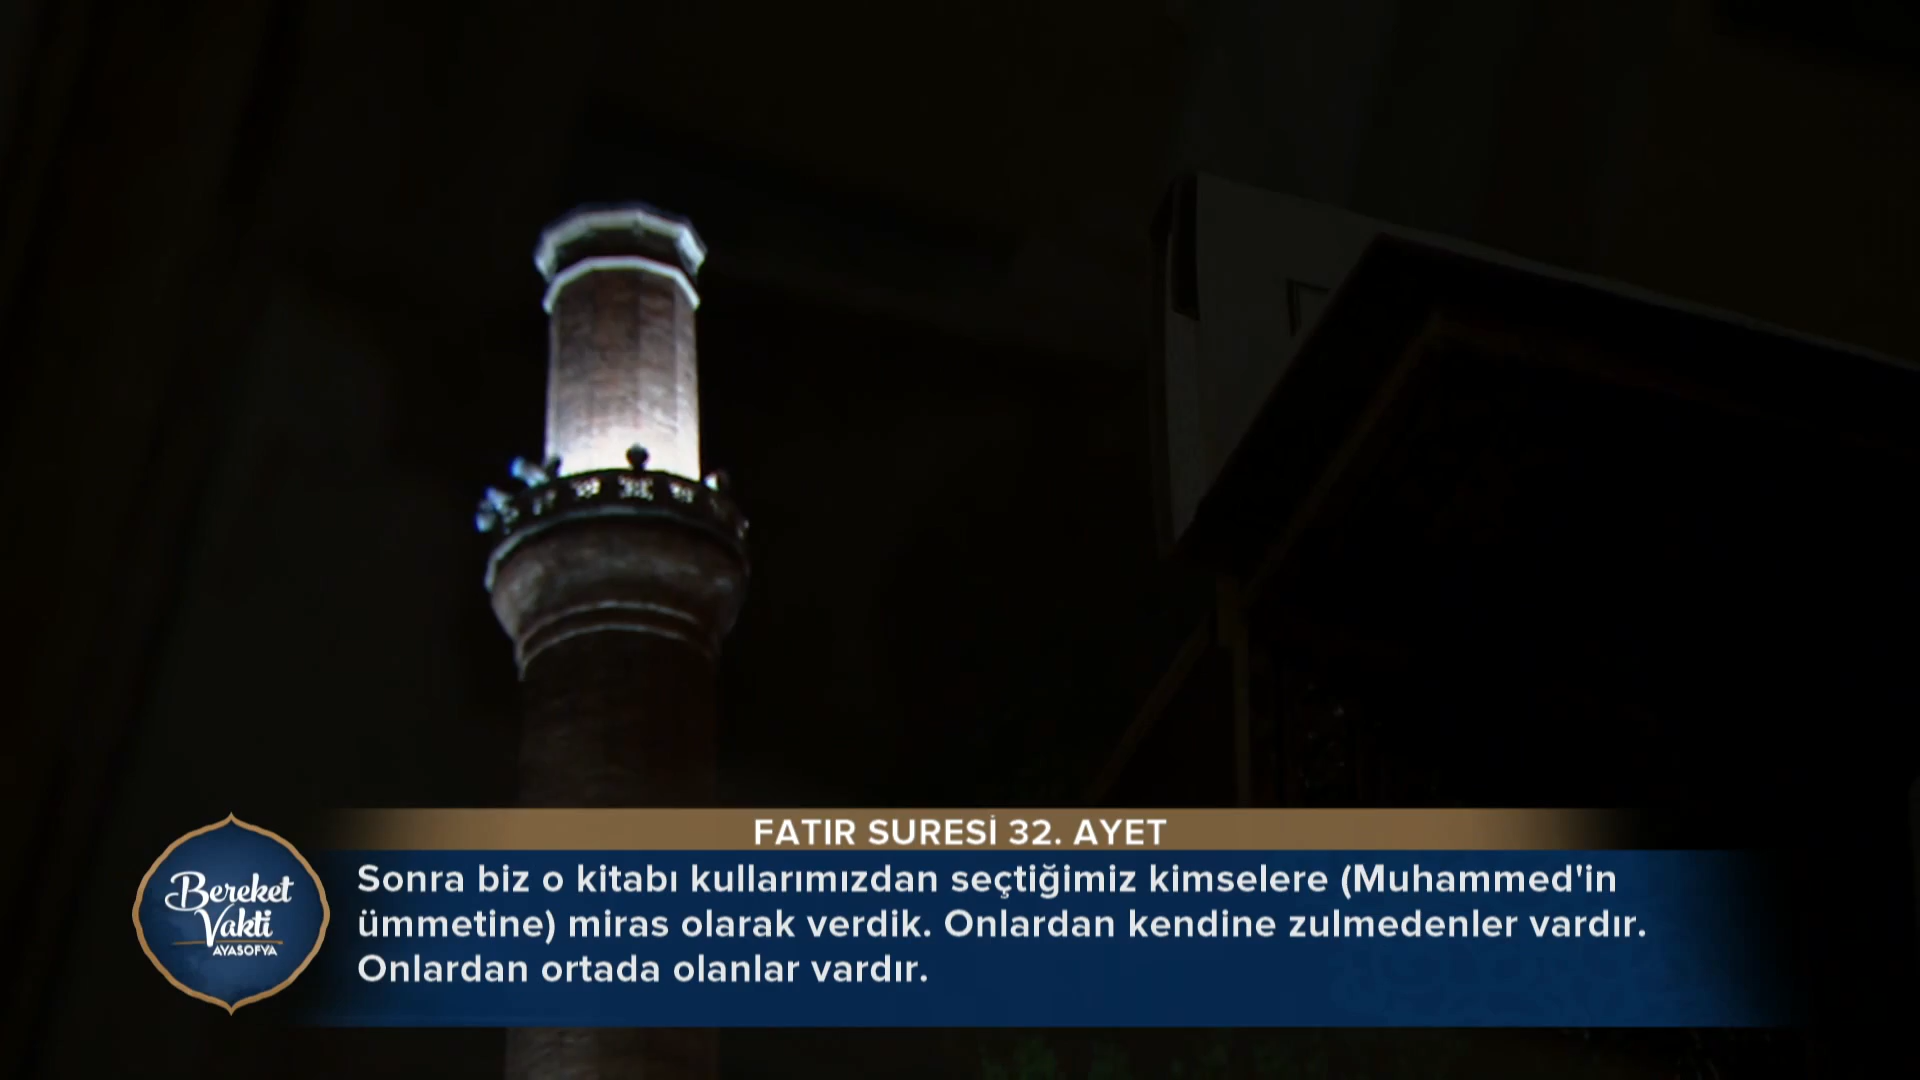 FATIR SURESİ 32. AYET
Sonra biz o kitabı kullarımızdan seçtiğimiz kimselere (Muhammed'in
ümmetine) miras olarak verdik. Onlardan kendine zulmedenler vardır.
Onlardan ortada olanlar vardır.
Bereket
Vakti
AYASOFYA